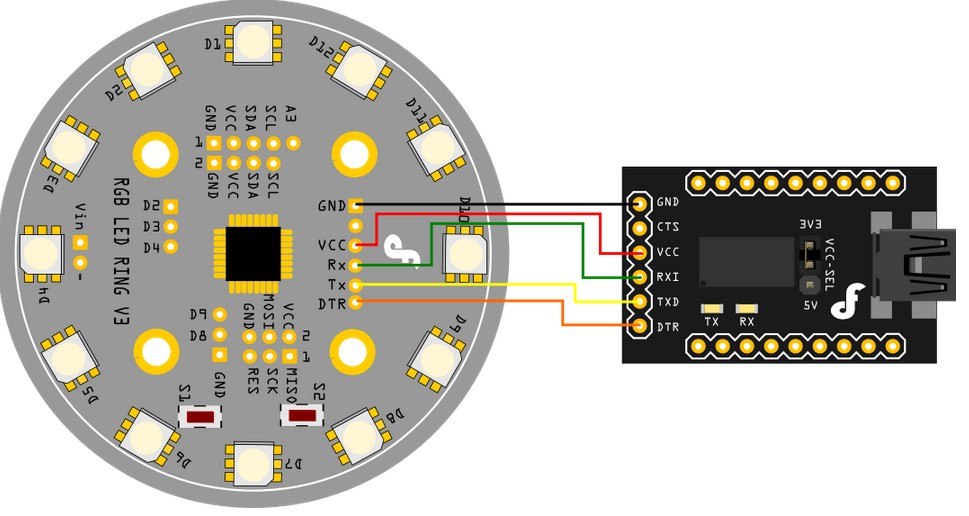 D1
D12
D2
D11
D3
GND VCC SDA SCL A3
1
2
GND VCC SDA SCL
RGB LED RING V3
D2
D3
D4
Vin
-
D4
GND
VCC
Rx
Tx
DTR
D10
D9
D8
GND
GND MOSI VCC
2
1
RES SCK MISO
S1
S2
D5
D6
D7
D8
D9
GND
CTS
VCC
RXI
TXD
DTR
3V3
VCC-SEL
5V
TX RX